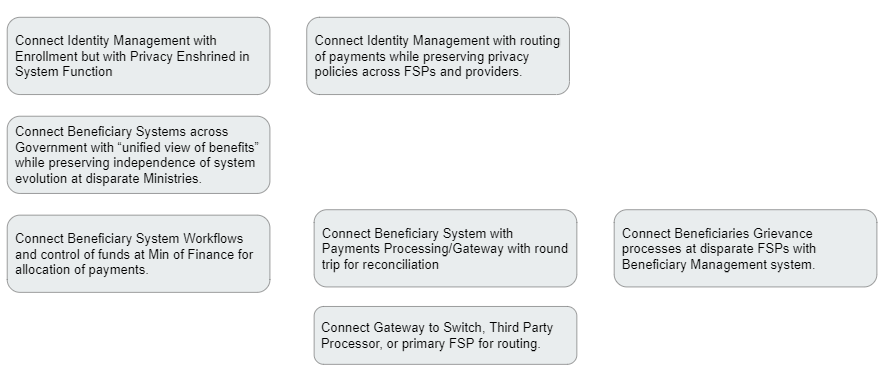 Connect Identity Management with
Enrollment but with Privacy Enshrined in
System Function
Connect Identity Management with routing
of payments while preserving privacy
policies across FSPs and providers.
Connect Beneficiary Systems across
Government with “unified view of benefits”
while preserving independence of system
evolution at disparate Ministries.
Connect Beneficiary System Workflows
and control of funds at Min of Finance for
allocation of payments.
Connect Beneficiary System with
Payments Processing/Gateway with round
trip for reconciliation
Connect Beneficiaries Grievance
processes at disparate FSPs with
Beneficiary Management system.
Connect Gateway to Switch, Third Party
Processor, or primary FSP for routing.